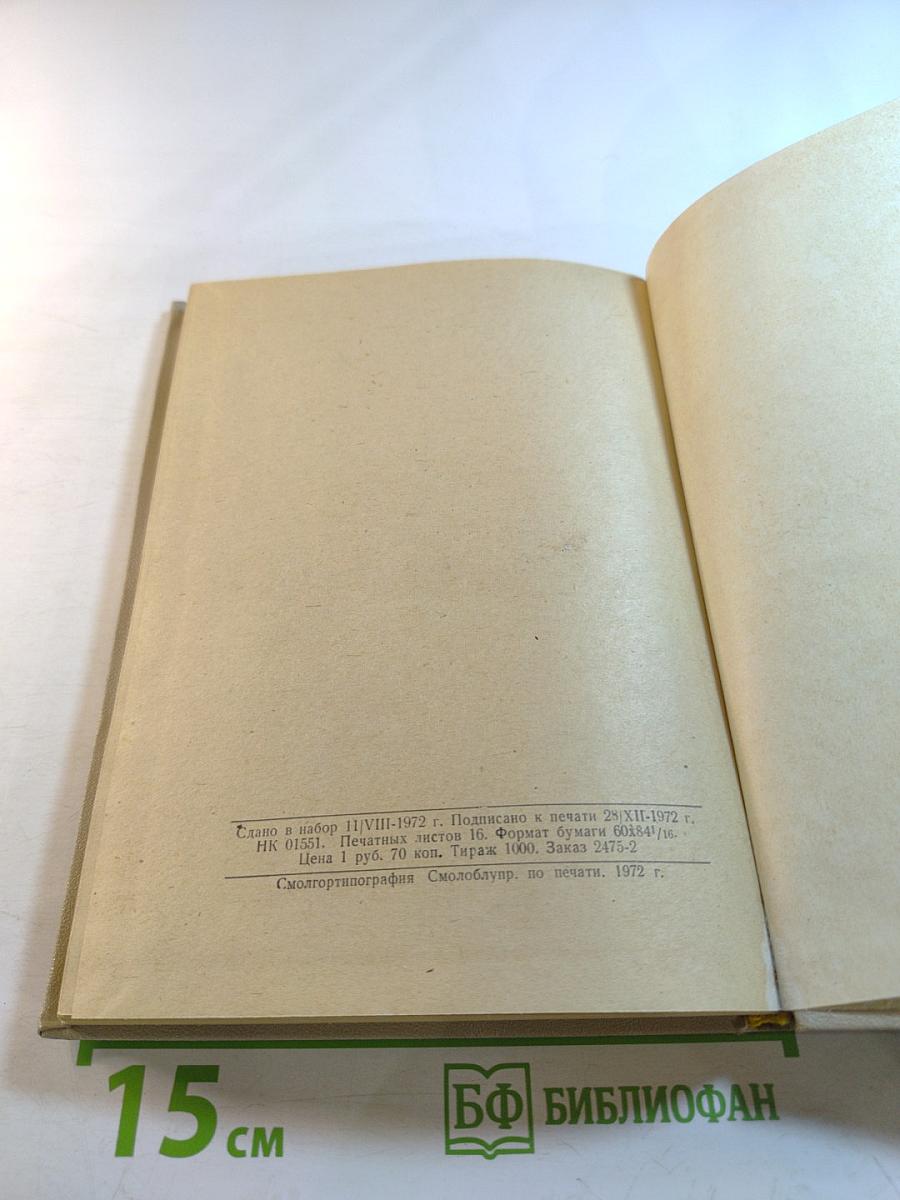 Сдано в набор 11/VIII-1972 г. Подписано к печати 28/XII-1972 г.
НК 01551. Печатных листов 16. Формат бумаги 60х84¹/16.
Цена 1 руб. 70 коп. Тираж 1000. Заказ 2475-2
Смолгортипография Смолоблупр. по печати. 1972 г.
15 см
БФ БИБЛИОФАН